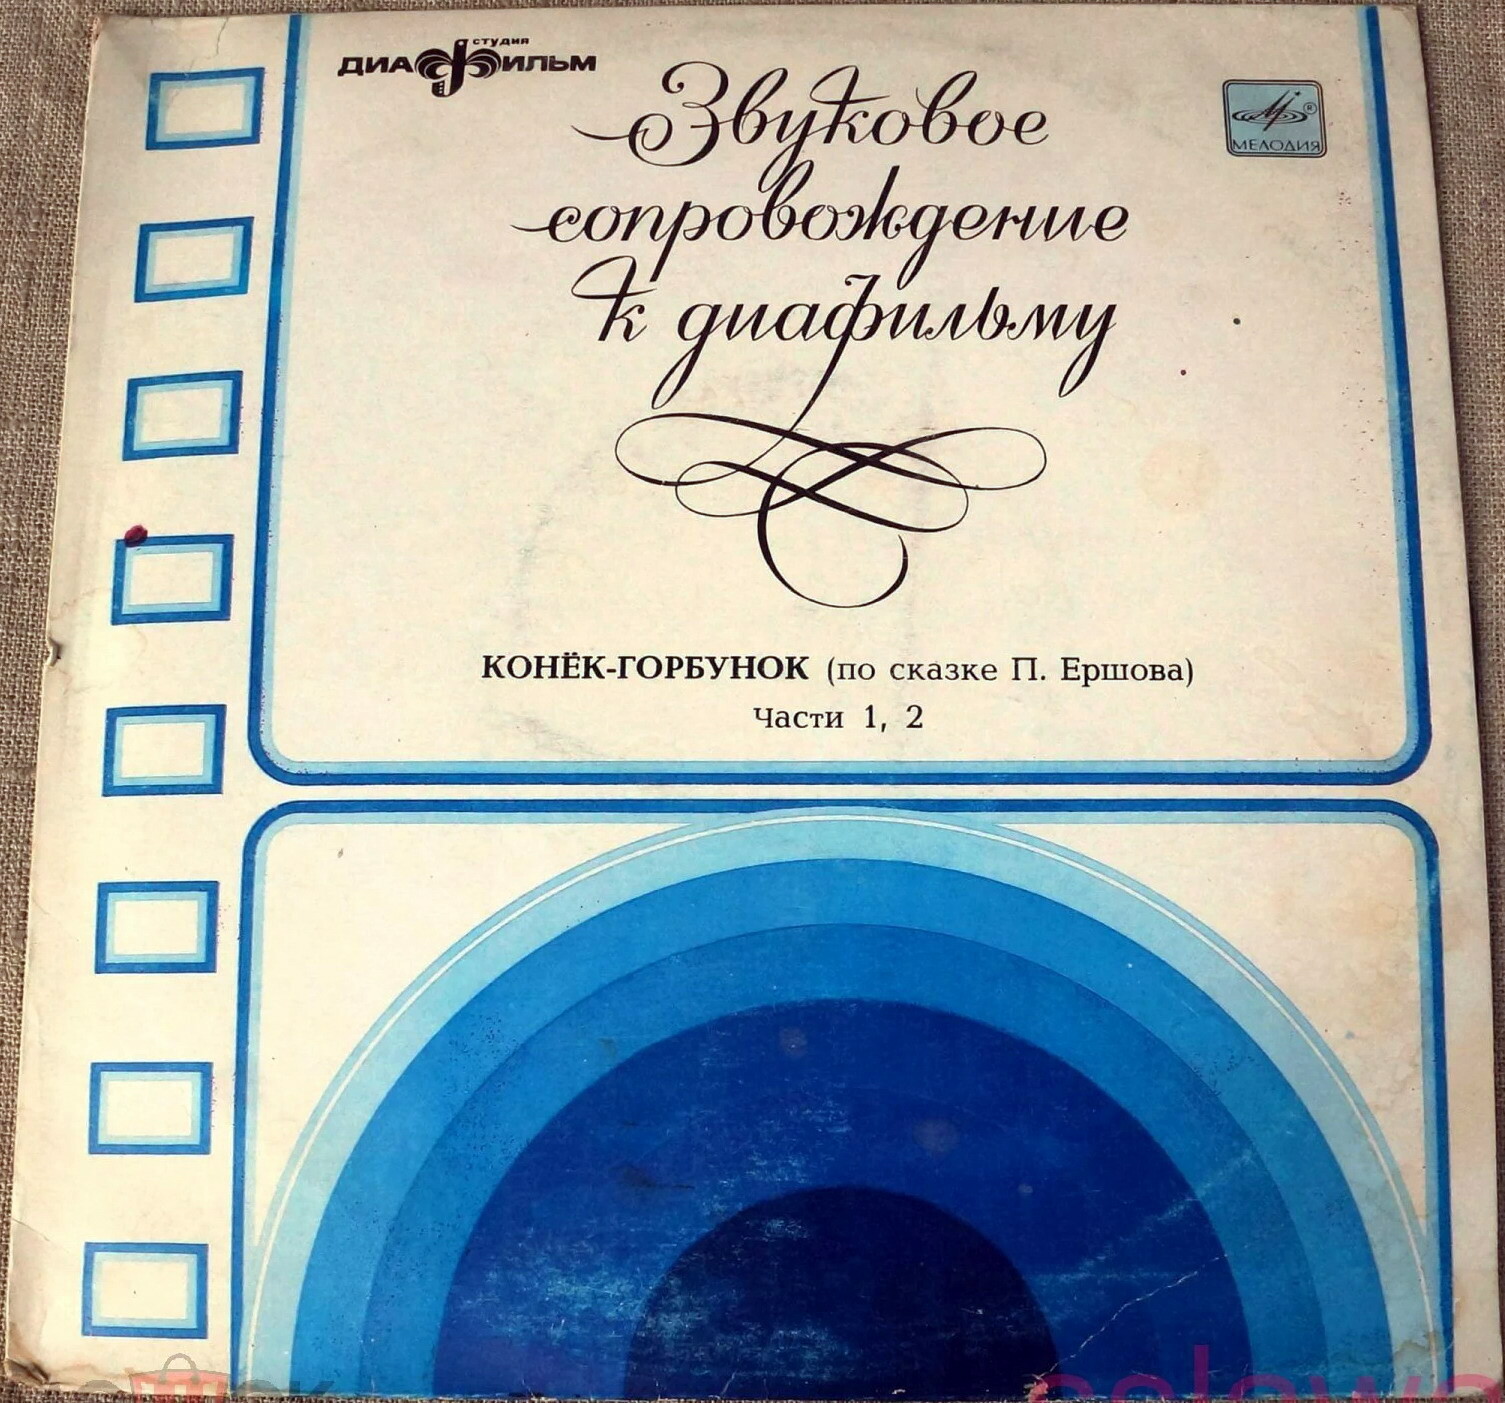 студия
ДИАФИЛЬМ
Звуковое
МЕЛОДИЯ
сопровождение
к диафильму
КОНЁК-ГОРБУНОК (по сказке П. Ершова)
Части 1, 2